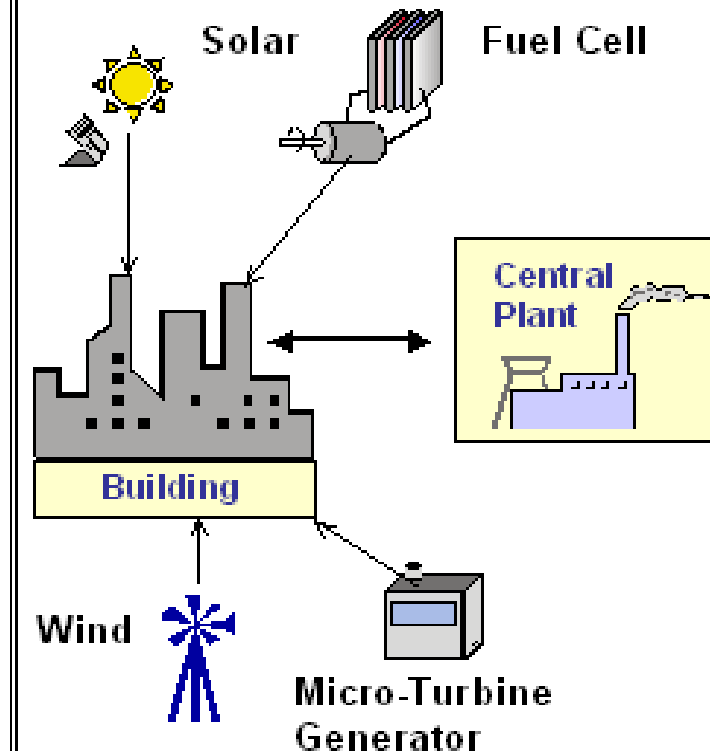 Solar
Fuel Cell
Central
Plant
Building
Wind
Micro-Turbine
Generator